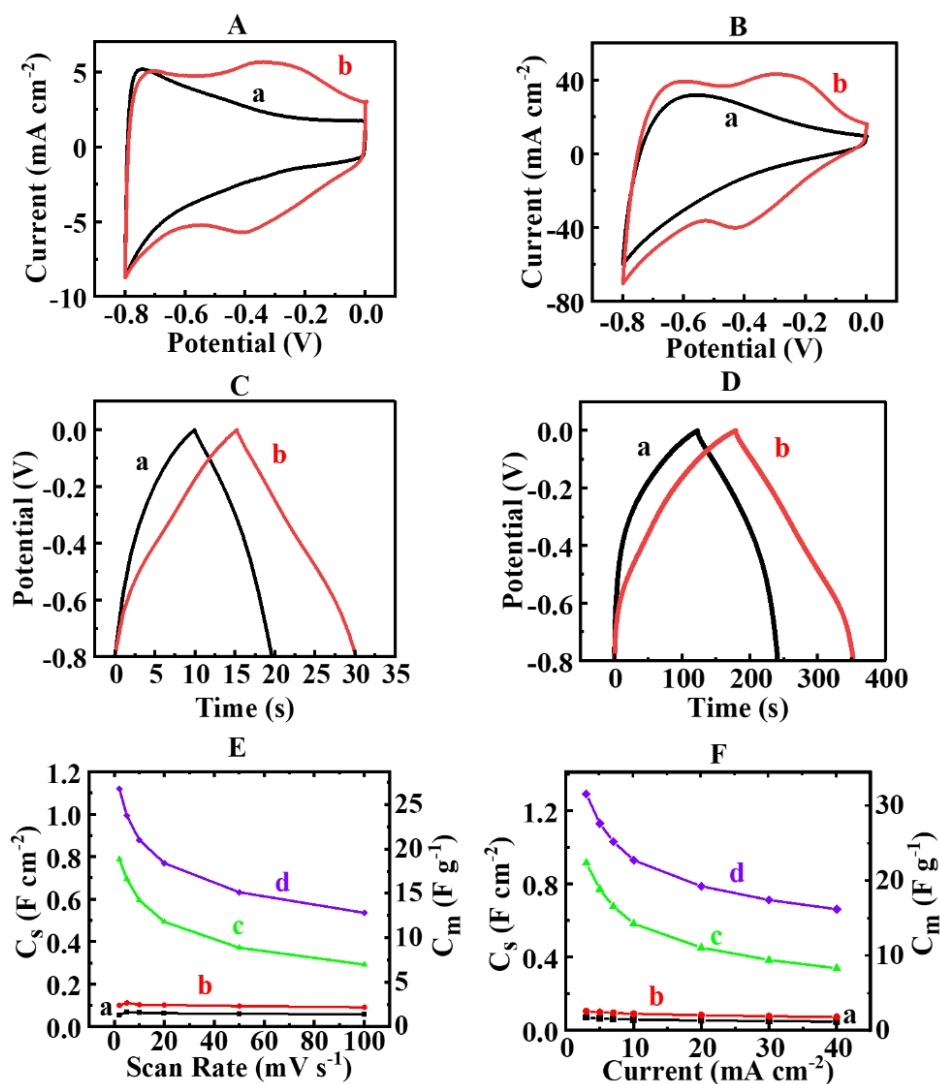 A
B
5
0
-5
-10
Current (mA cm⁻²)
a
b
-0.8 -0.6 -0.4 -0.2 0.0
Potential (V)
40
0
-40
-80
Current (mA cm⁻²)
a
b
-0.8 -0.6 -0.4 -0.2 0.0
Potential (V)
C
D
0.0
-0.2
-0.4
-0.6
-0.8
Potential (V)
a
b
0 5 10 15 20 25 30 35
Time (s)
0.0
-0.2
-0.4
-0.6
-0.8
Potential (V)
a
b
0 100 200 300 400
Time (s)
E
F
1.2
1.0
0.8
0.6
0.4
0.2
0.0
Cₛ (F cm⁻²)
d
c
b
a
25
20
15
10
5
0
Cₘ (F g⁻¹)
0 20 40 60 80 100
Scan Rate (mV s⁻¹)
1.2
0.8
0.4
0.0
Cₛ (F cm⁻²)
d
c
b
a
30
20
10
0
Cₘ (F g⁻¹)
0 10 20 30 40
Current (mA cm⁻²)